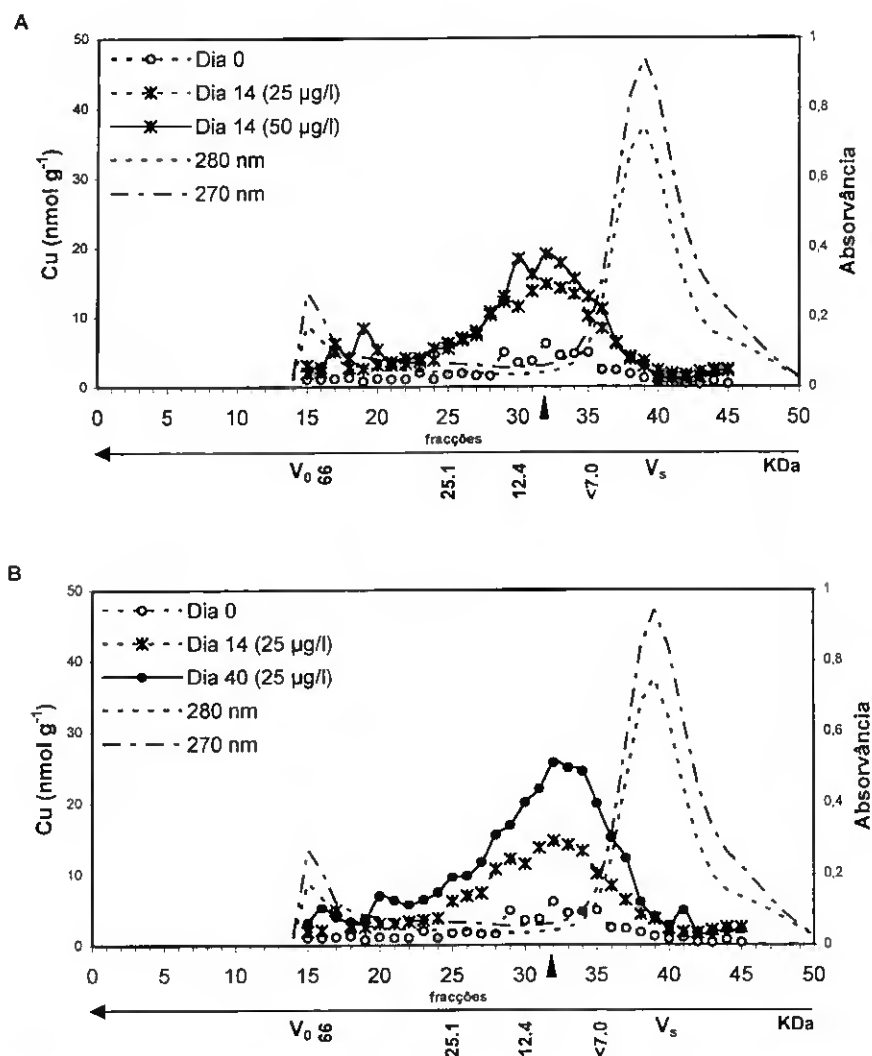 A
50
40
30
20
10
0
Cu (nmol g-1)
Dia 0
Dia 14 (25 µg/l)
Dia 14 (50 µg/l)
280 nm
270 nm
1
0,8
0,6
0,4
0,2
0
Absorvância
0 5 10 15 20 25 30 35 40 45 50
fracções
V0 66 25.1 12.4 <7.0 Vs KDa
B
50
40
30
20
10
0
Cu (nmol g-1)
Dia 0
Dia 14 (25 µg/l)
Dia 40 (25 µg/l)
280 nm
270 nm
1
0,8
0,6
0,4
0,2
0
Absorvância
0 5 10 15 20 25 30 35 40 45 50
fracções
V0 66 25.1 12.4 <7.0 Vs KDa